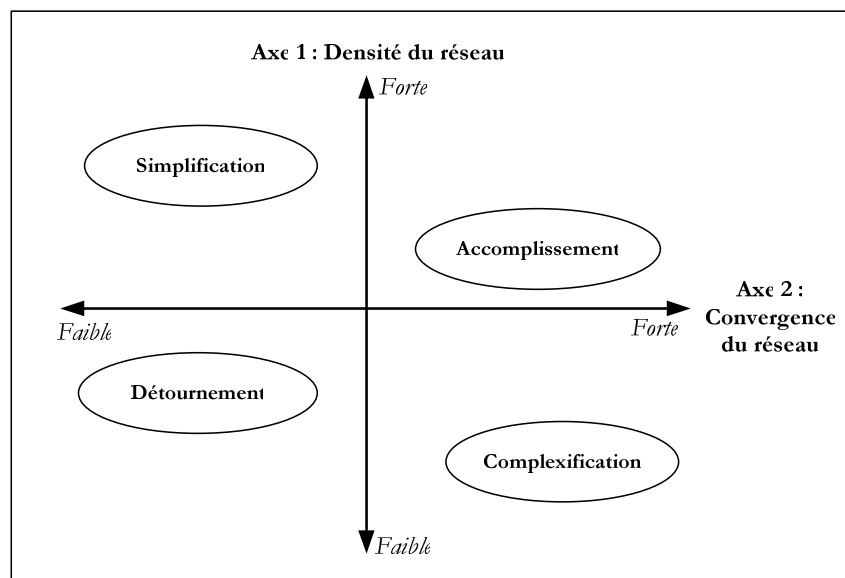 Axe 1 : Densité du réseau
Forte
Simplification
Accomplissement
Axe 2 :
Convergence
du réseau
Faible
Forte
Détournement
Complexification
Faible